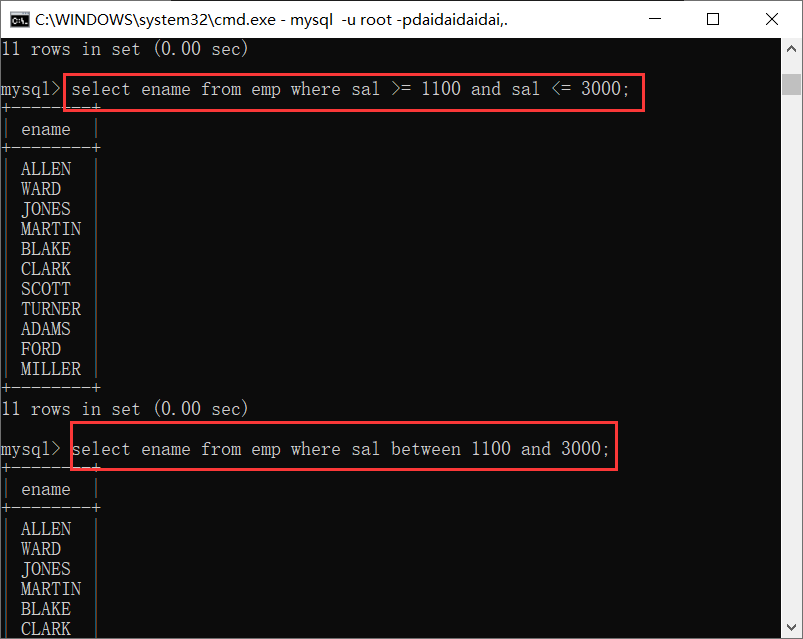 C:\WINDOWS\system32\cmd.exe - mysql  -u root -pdaidaidaidai,.
11 rows in set (0.00 sec)
mysql> select ename from emp where sal >= 1100 and sal <= 3000;
+--------+
| ename  |
+--------+
| ALLEN  |
| WARD   |
| JONES  |
| MARTIN |
| BLAKE  |
| CLARK  |
| SCOTT  |
| TURNER |
| ADAMS  |
| FORD   |
| MILLER |
+--------+
11 rows in set (0.00 sec)
mysql> select ename from emp where sal between 1100 and 3000;
+--------+
| ename  |
+--------+
| ALLEN  |
| WARD   |
| JONES  |
| MARTIN |
| BLAKE  |
| CLARK  |